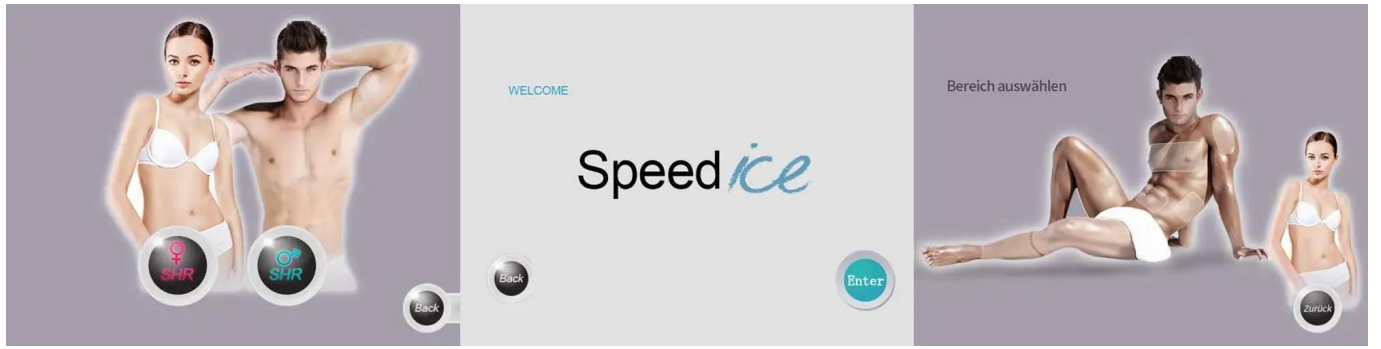 SHR
SHR
Back
WELCOME
Speed ice
Back
Enter
Bereich auswählen
Zurück